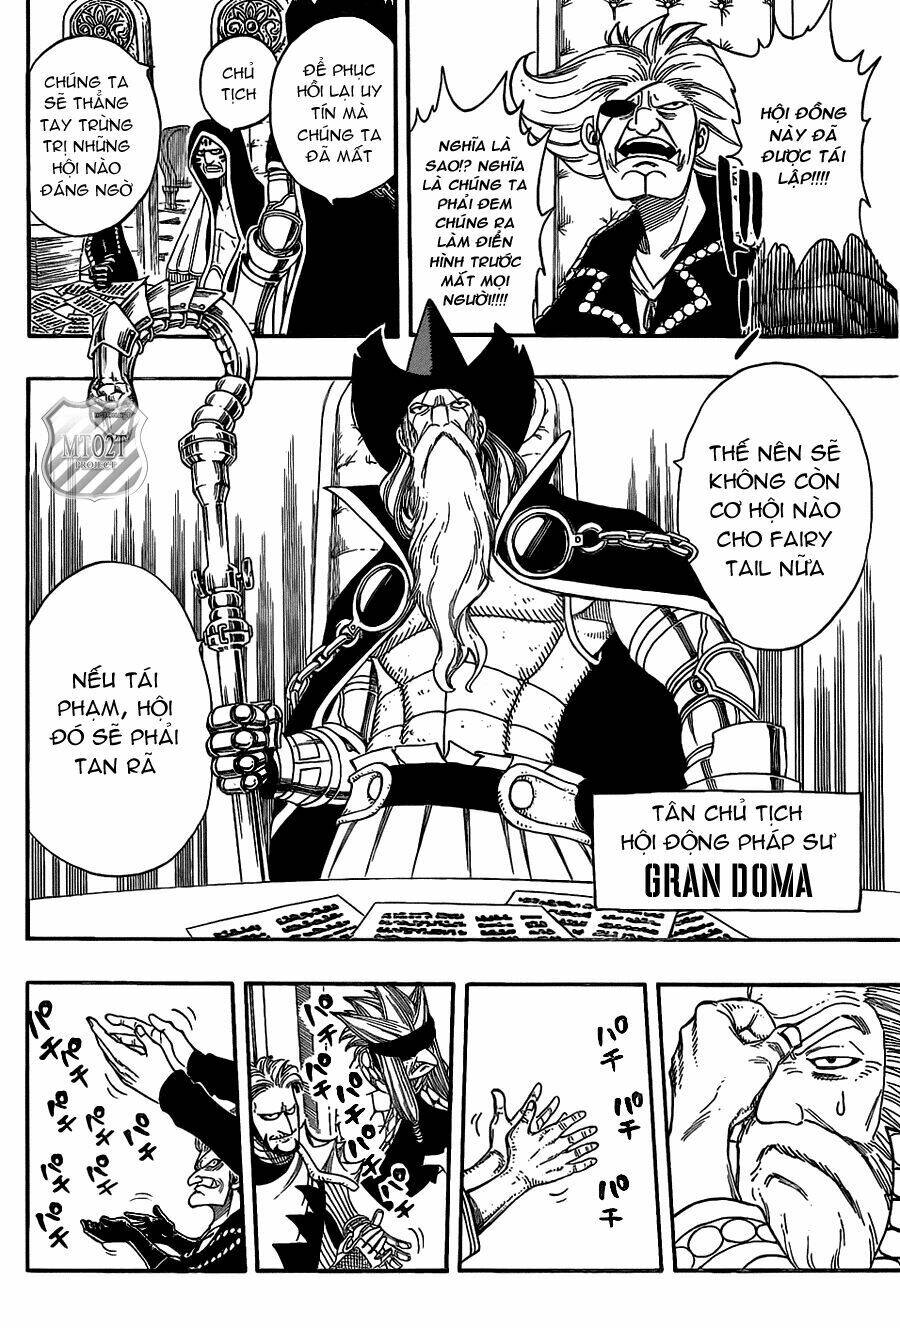 HỘI ĐỒNG
NÀY ĐÃ
ĐƯỢC TÁI
LẬP!!!!
NGHĨA LÀ
SAO!? NGHĨA
LÀ CHÚNG TA
PHẢI ĐEM
CHÚNG RA
LÀM ĐIỂN
HÌNH TRƯỚC
MẮT MỌI
NGƯỜI!!!!
ĐỂ PHỤC
HỒI LẠI UY
TÍN MÀ
CHÚNG TA
ĐÃ MẤT
CHỦ
TỊCH
CHÚNG TA
SẼ THẲNG
TAY TRỪNG
TRỊ NHỮNG
HỘI NÀO
ĐÁNG NGỜ
MT02T
PROJECT
THẾ NÊN SẼ
KHÔNG CÒN
CƠ HỘI NÀO
CHO FAIRY
TAIL NỮA
NẾU TÁI
PHẠM, HỘI
ĐÓ SẼ PHẢI
TAN RÃ
TÂN CHỦ TỊCH
HỘI ĐỘNG PHÁP SƯ
GRAN DOMA
パチ
パチ
パチ
パチ
パチ
パチ
パチ
パチ
パチ
パチ
パチ
パチ
パチ
パチ